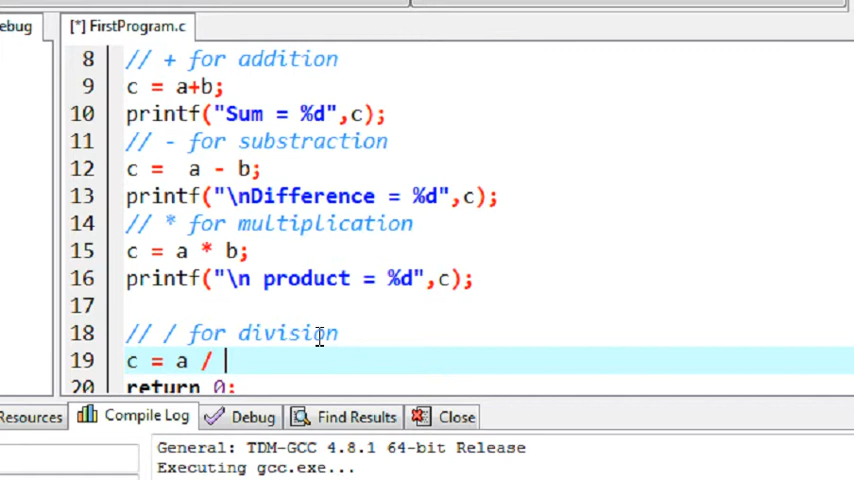 ebug
[*] FirstProgram.c
8 // + for addition
9 c = a+b;
10 printf("Sum = %d",c);
11 // - for substraction
12 c =  a - b;
13 printf("\nDifference = %d",c);
14 // * for multiplication
15 c = a * b;
16 printf("\n product = %d",c);
17
18 // / for division
19 c = a /
20 return 0;
Resources Compile Log Debug Find Results Close
General: TDM-GCC 4.8.1 64-bit Release
Executing gcc.exe...